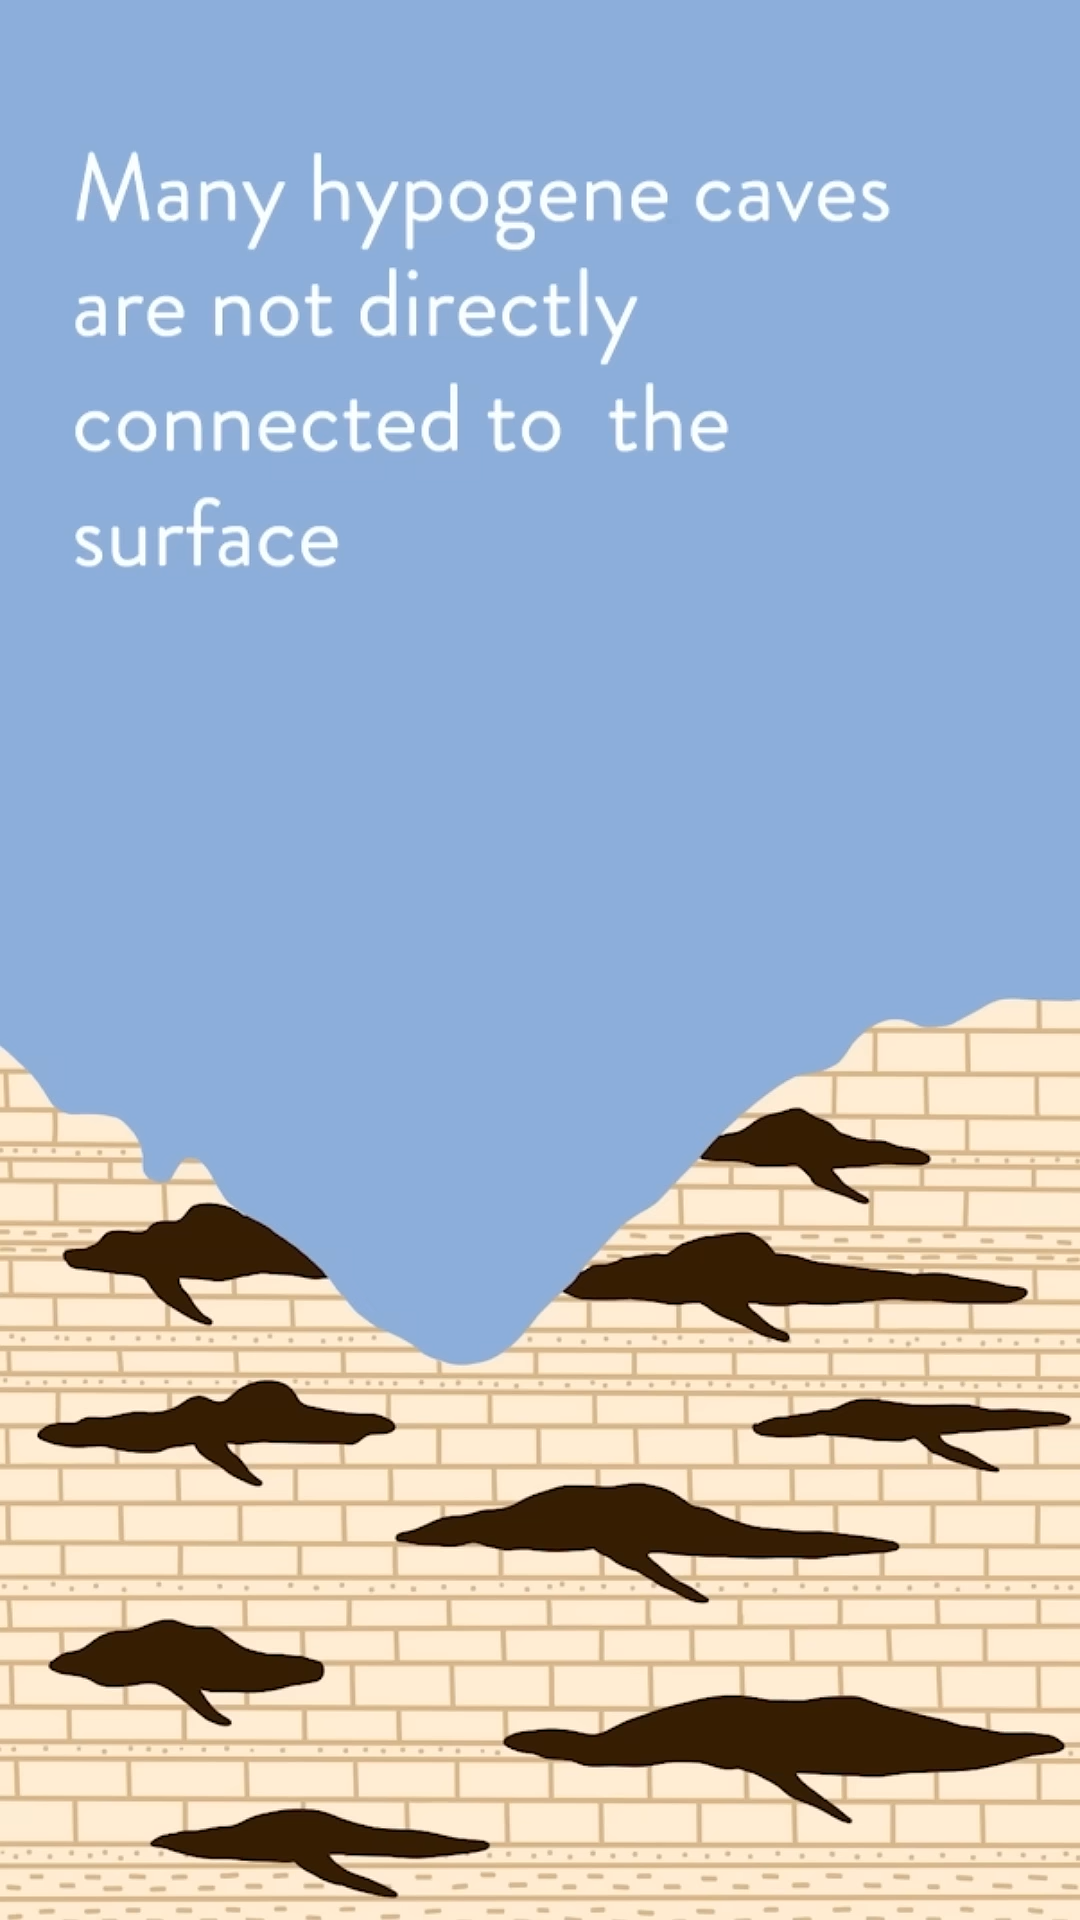 Many hypogene caves
are not directly
connected to  the
surface